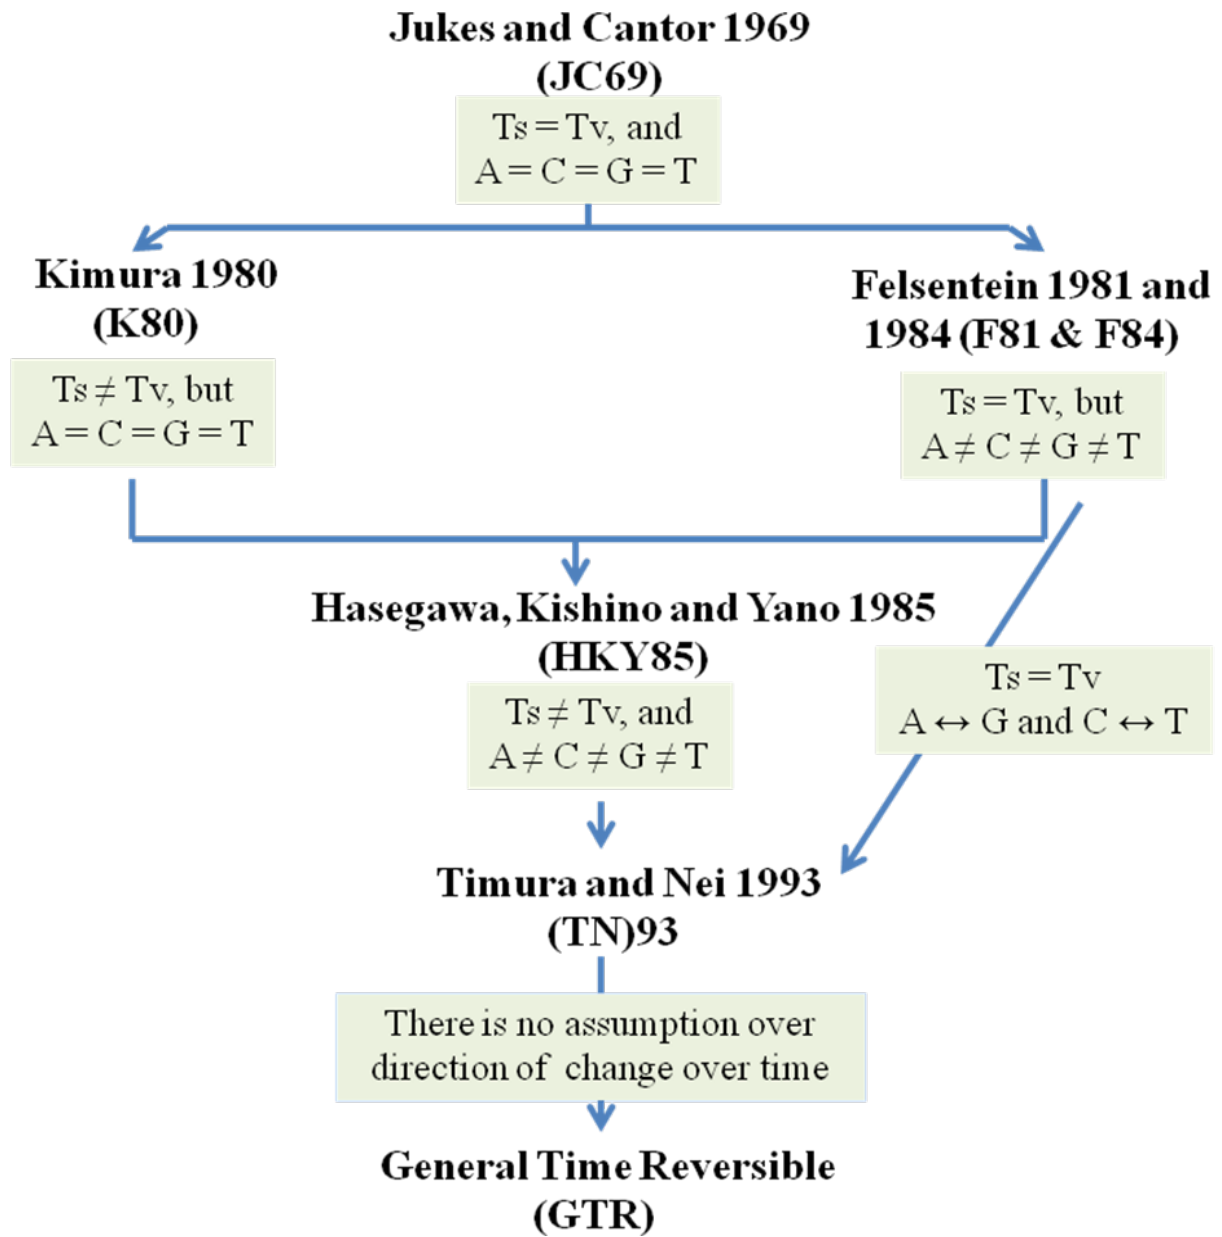 Jukes and Cantor 1969
(JC69)
Ts = Tv, and
A = C = G = T
Kimura 1980
(K80)
Ts ≠ Tv, but
A = C = G = T
Felsentein 1981 and
1984 (F81 & F84)
Ts = Tv, but
A ≠ C ≠ G ≠ T
Hasegawa, Kishino and Yano 1985
(HKY85)
Ts ≠ Tv, and
A ≠ C ≠ G ≠ T
Ts = Tv
A ↔ G and C ↔ T
Timura and Nei 1993
(TN)93
There is no assumption over
direction of change over time
General Time Reversible
(GTR)